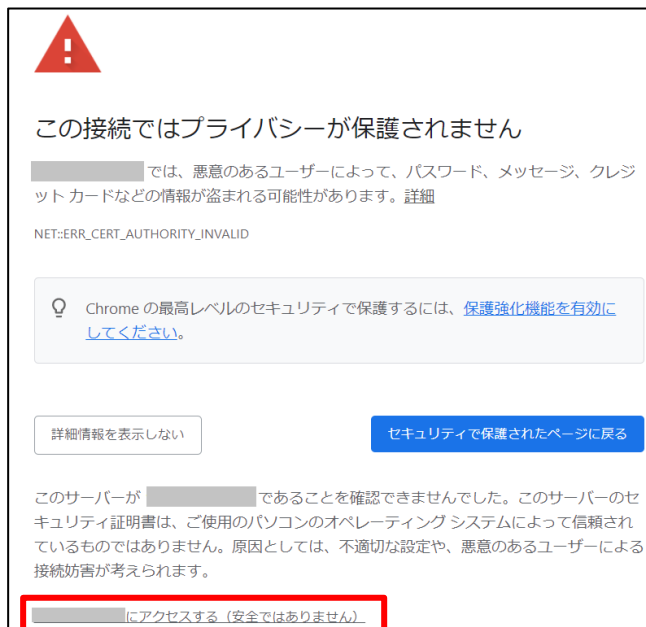 この接続ではプライバシーが保護されません
では、悪意のあるユーザーによって、パスワード、メッセージ、クレジ
ット カードなどの情報が盗まれる可能性があります。詳細
NET::ERR_CERT_AUTHORITY_INVALID
Chrome の最高レベルのセキュリティで保護するには、保護強化機能を有効に
してください。
詳細情報を表示しない
セキュリティで保護されたページに戻る
このサーバーが であることを確認できませんでした。このサーバーのセ
キュリティ証明書は、ご使用のパソコンのオペレーティング システムによって信頼され
ているものではありません。原因としては、不適切な設定や、悪意のあるユーザーによる
接続妨害が考えられます。
にアクセスする（安全ではありません）